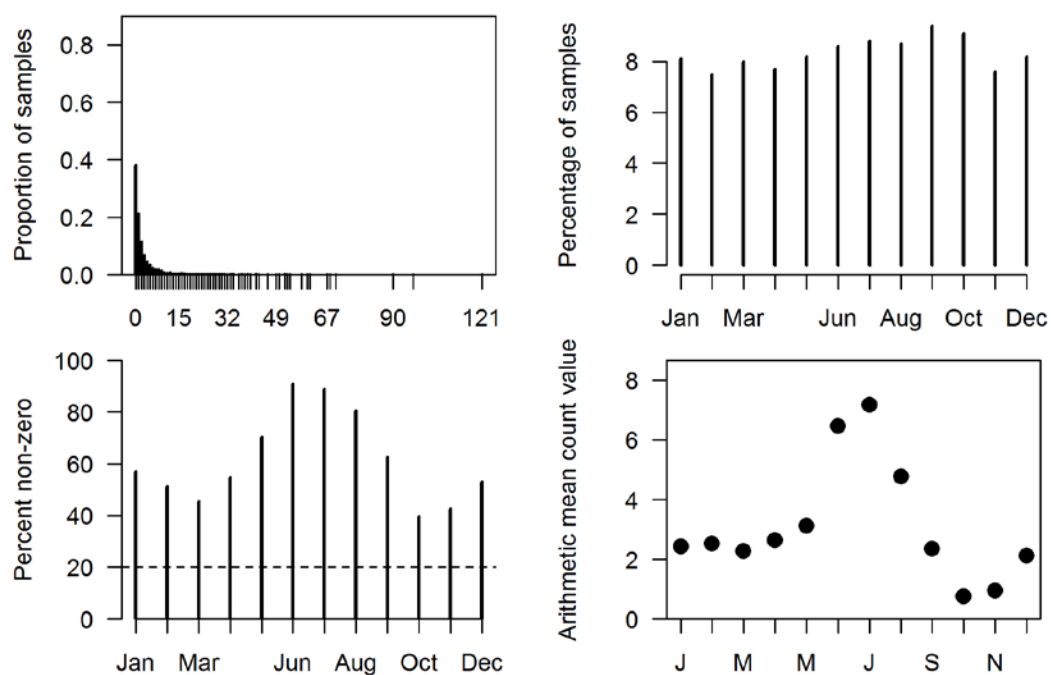 Proportion of samples
0.8
0.6
0.4
0.2
0.0
0 15 32 49 67 90 121
Percentage of samples
8
6
4
2
0
Jan Mar Jun Aug Oct Dec
Percent non-zero
100
80
60
40
20
0
Jan Mar Jun Aug Oct Dec
Arithmetic mean count value
8
6
4
2
0
J M M J S N